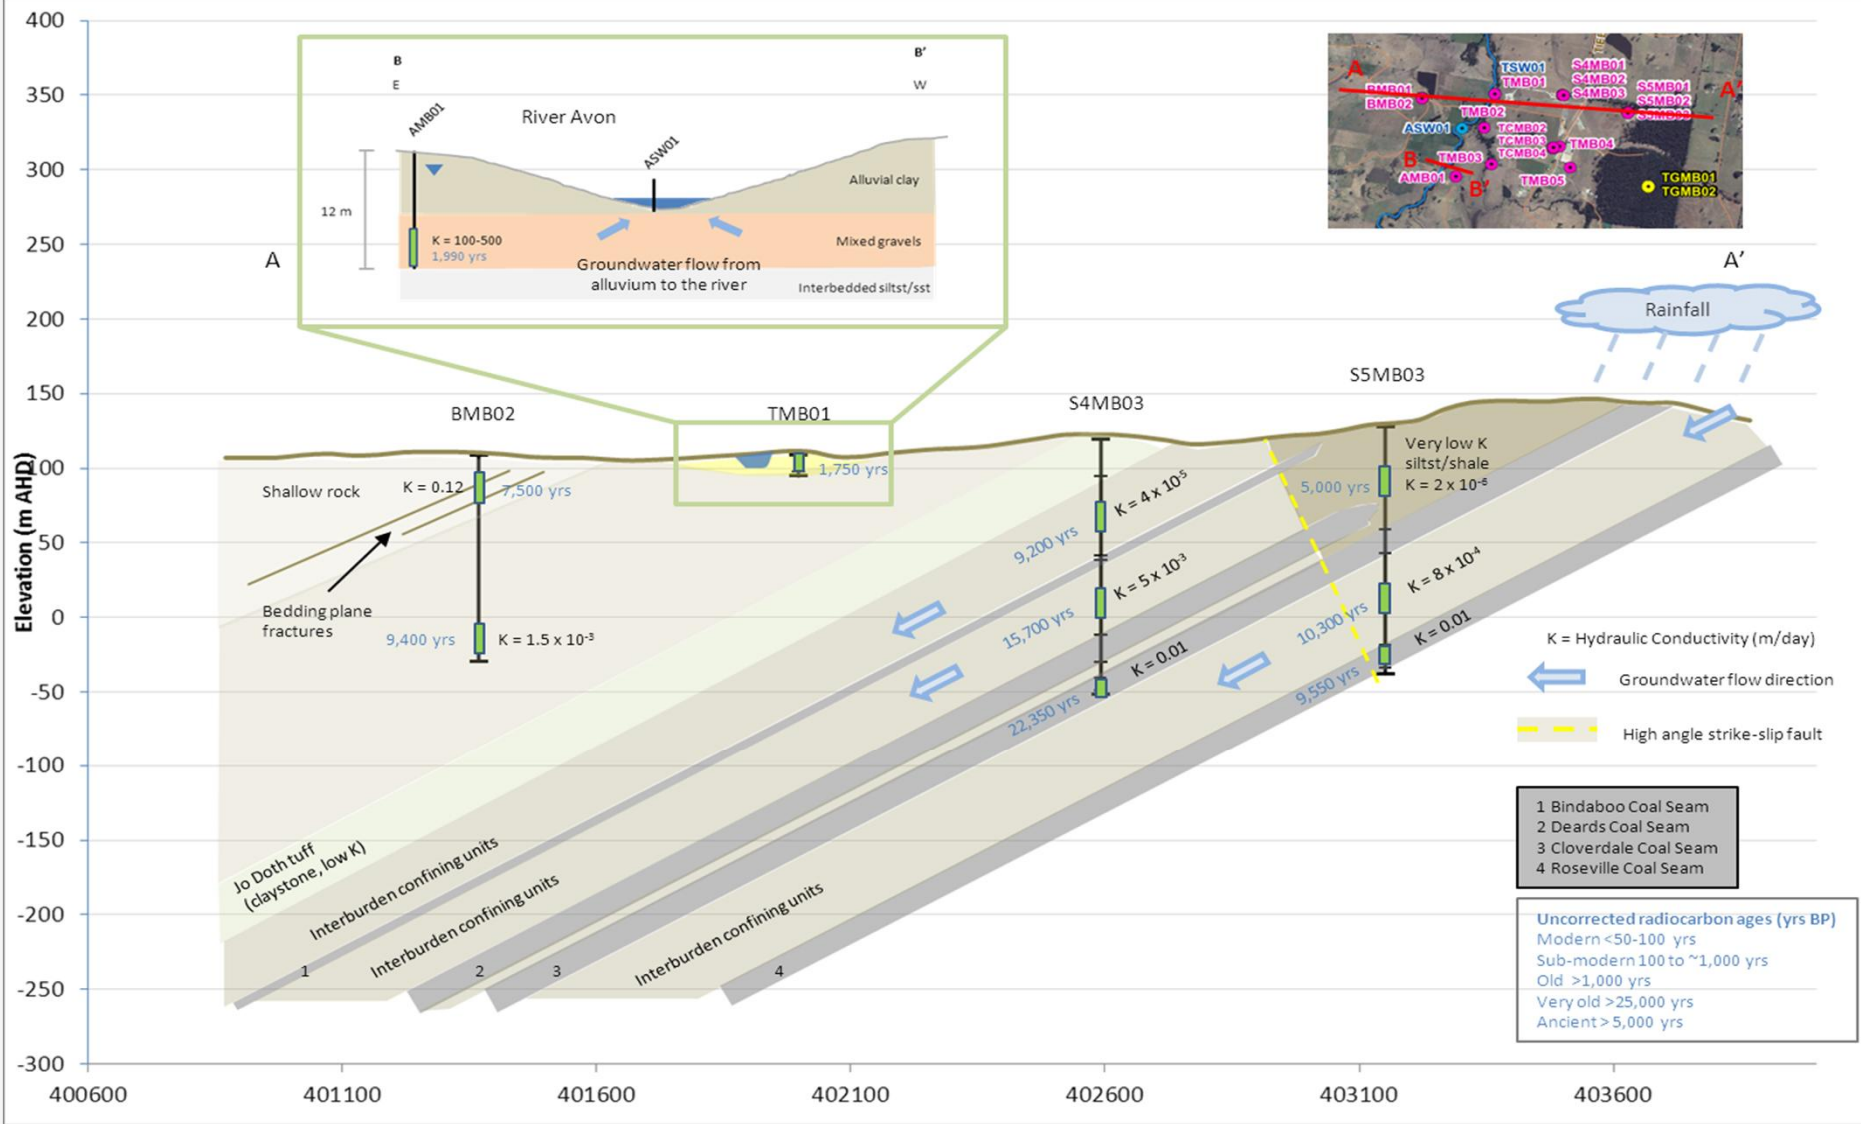 400
350
300
250
200
150
100
50
0
-50
-100
-150
-200
-250
-300
Elevation (m AHD)
400600
401100
401600
402100
402600
403100
403600
B
E
B’
W
AMB01
River Avon
ASW01
Alluvial clay
12 m
K = 100-500
1,990 yrs
Mixed gravels
Groundwater flow from
alluvium to the river
Interbedded siltst/sst
A
A’
A
A’
BMB01
BMB02
TSW01
TMB01
S4MB01
S4MB02
S4MB03
S5MB01
S5MB02
S5MB03
TMB02
ASW01
TCMB02
TCMB03
TCMB04
TMB04
B
TMB03
AMB01
B’
TMB05
TGMB01
TGMB02
Rainfall
BMB02
TMB01
S4MB03
S5MB03
Shallow rock
K = 0.12
7,500 yrs
1,750 yrs
Bedding plane
fractures
9,400 yrs
K = 1.5 x 10-3
K = 4 x 10-5
9,200 yrs
K = 5 x 10-3
15,700 yrs
K = 0.01
22,350 yrs
5,000 yrs
Very low K
siltst/shale
K = 2 x 10-6
K = 8 x 10-4
10,300 yrs
K = 0.01
9,550 yrs
Jo Doth tuff
(claystone, low K)
Interburden confining units
Interburden confining units
Interburden confining units
1
2
3
4
K = Hydraulic Conductivity (m/day)
Groundwater flow direction
High angle strike-slip fault
1 Bindaboo Coal Seam
2 Deards Coal Seam
3 Cloverdale Coal Seam
4 Roseville Coal Seam
Uncorrected radiocarbon ages (yrs BP)
Modern <50-100 yrs
Sub-modern 100 to ~1,000 yrs
Old >1,000 yrs
Very old >25,000 yrs
Ancient > 5,000 yrs